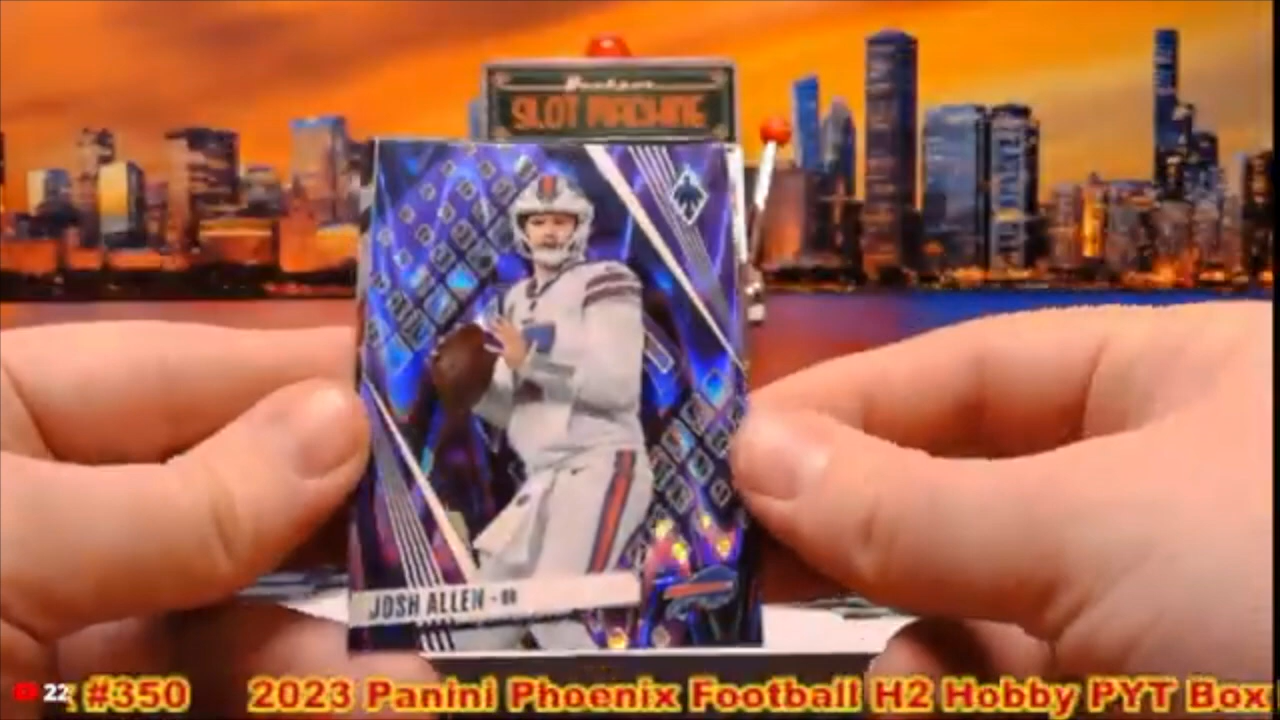 SLOT MACHINE
JOSH ALLEN - QB
22 #350 2023 Panini Phoenix Football H2 Hobby PYT Box